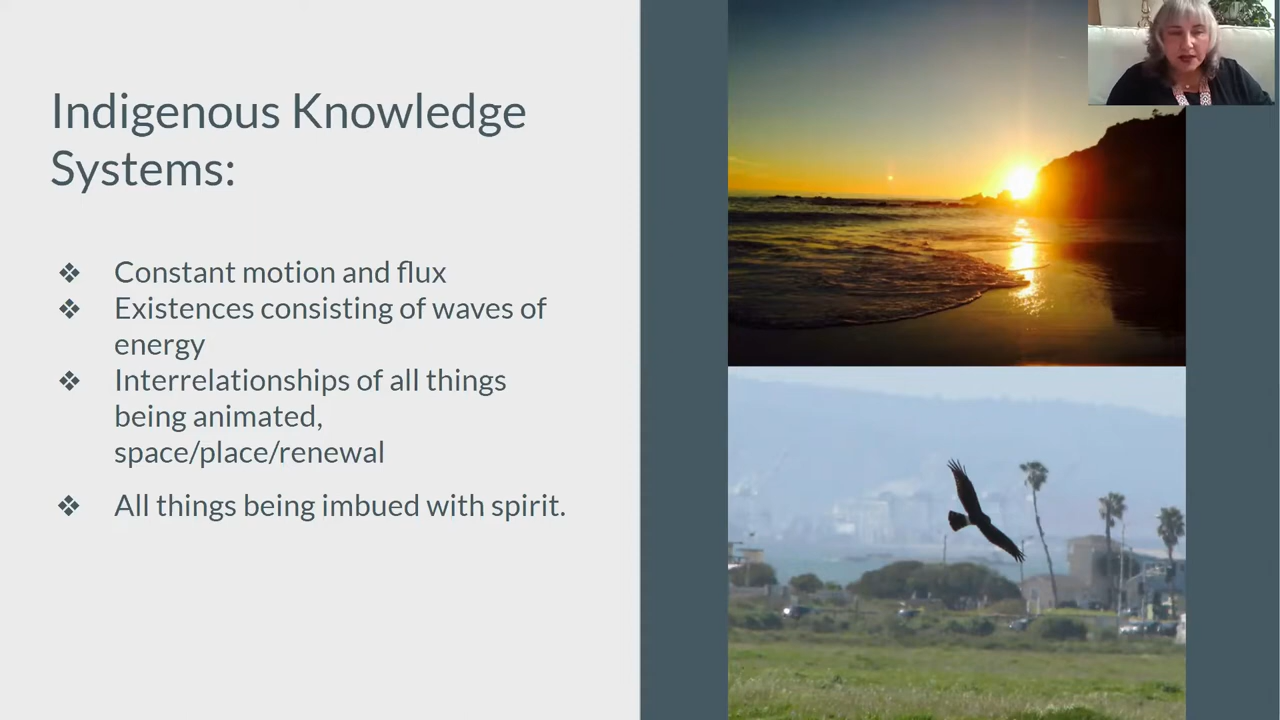 Indigenous Knowledge
Systems:
❖ Constant motion and flux
❖ Existences consisting of waves of
energy
❖ Interrelationships of all things
being animated,
space/place/renewal
❖ All things being imbued with spirit.